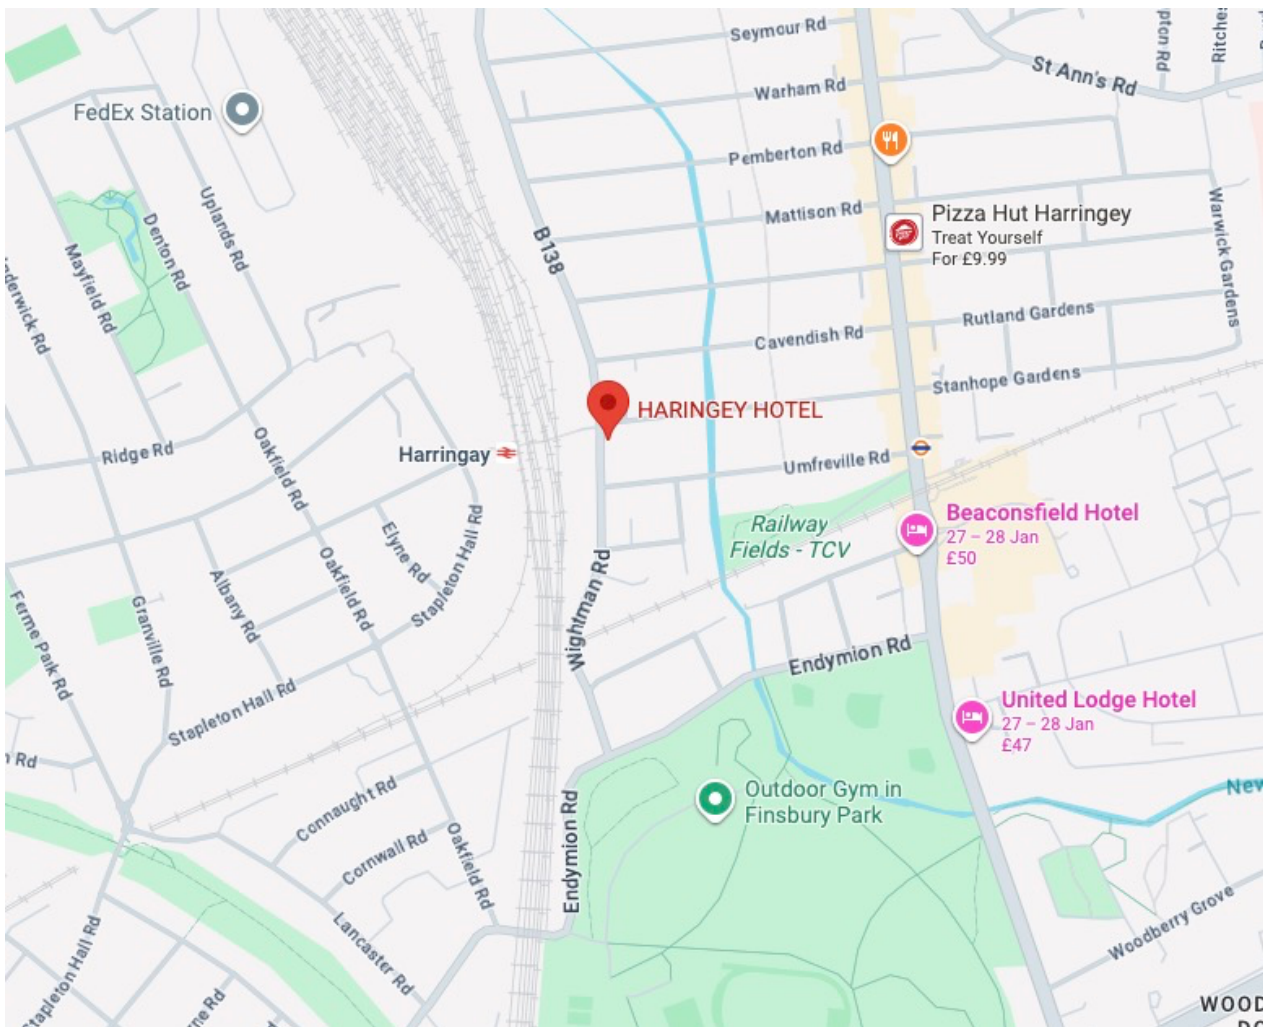 Seymour Rd
St Ann's Rd
Warham Rd
FedEx Station
Pemberton Rd
Uplands Rd
Mattison Rd
Pizza Hut Harringey
Treat Yourself
For £9.99
Warwick Gardens
Denton Rd
Mayfield Rd
B138
Rutland Gardens
Cavendish Rd
Stanhope Gardens
HARINGEY HOTEL
Ridge Rd
Harringay
Oakfield Rd
Umfreville Rd
Railway
Fields - TCV
Beaconsfield Hotel
27 – 28 Jan
£50
Elyne Rd
Stapleton Hall Rd
Oakfield Rd
Albany Rd
Granville Rd
Ferme Park Rd
Wightman Rd
Endymion Rd
Stapleton Hall Rd
United Lodge Hotel
27 – 28 Jan
£47
Outdoor Gym in
Finsbury Park
New
Connaught Rd
Cornwall Rd
Oakfield Rd
Endymion Rd
Lancaster Rd
Stapleton Hall Rd
Woodberry Grove
WOOD